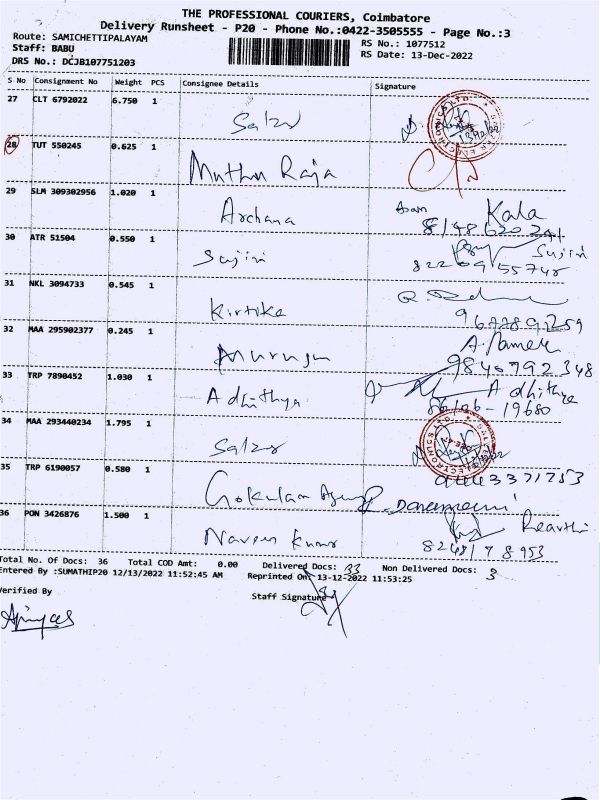 THE PROFESSIONAL COURIERS, Coimbatore
Delivery Runsheet - P20 - Phone No.:0422-3505555 - Page No.:3
Route: SAMICHETTIPALAYAM
RS No.: 1077512
Staff: BABU
RS Date: 13-Dec-2022
DRS No.: DCJB107751203
S No Consignment No Weight PCS Consignee Details Signature
27 CLT 6792022 6.750 1 Salzer
28 TUT 550245 0.625 1 Muthu Raja
29 SLM 309302956 1.020 1 Archana Kala
30 ATR 51504 0.550 1 Sujini Sujini
31 NKL 3094733 0.545 1 Kirtika
32 MAA 295902377 0.245 1 Murugu
9840792348
33 TRP 7890452 1.030 1 Adhithya Adhithya
34 MAA 293440234 1.795 1 Salzer
35 TRP 6190057 0.580 1 Gokulam
36 PON 3426876 1.500 1 Naveen Kumar
8248178953
Total No. Of Docs: 36 Total COD Amt: 0.00 Delivered Docs: 33 Non Delivered Docs: 3
Entered By :SUMATHIP20 12/13/2022 11:52:45 AM Reprinted On: 13-12-2022 11:53:25
Verified By Staff Signature